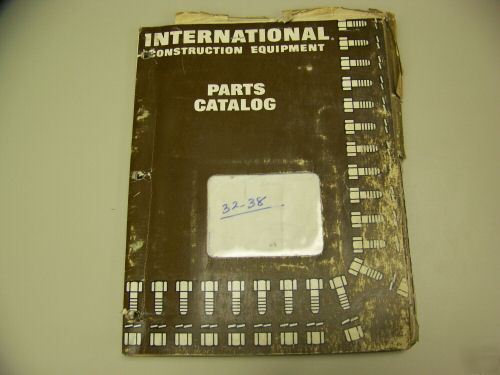 INTERNATIONAL
CONSTRUCTION EQUIPMENT
PARTS
CATALOG
32-38